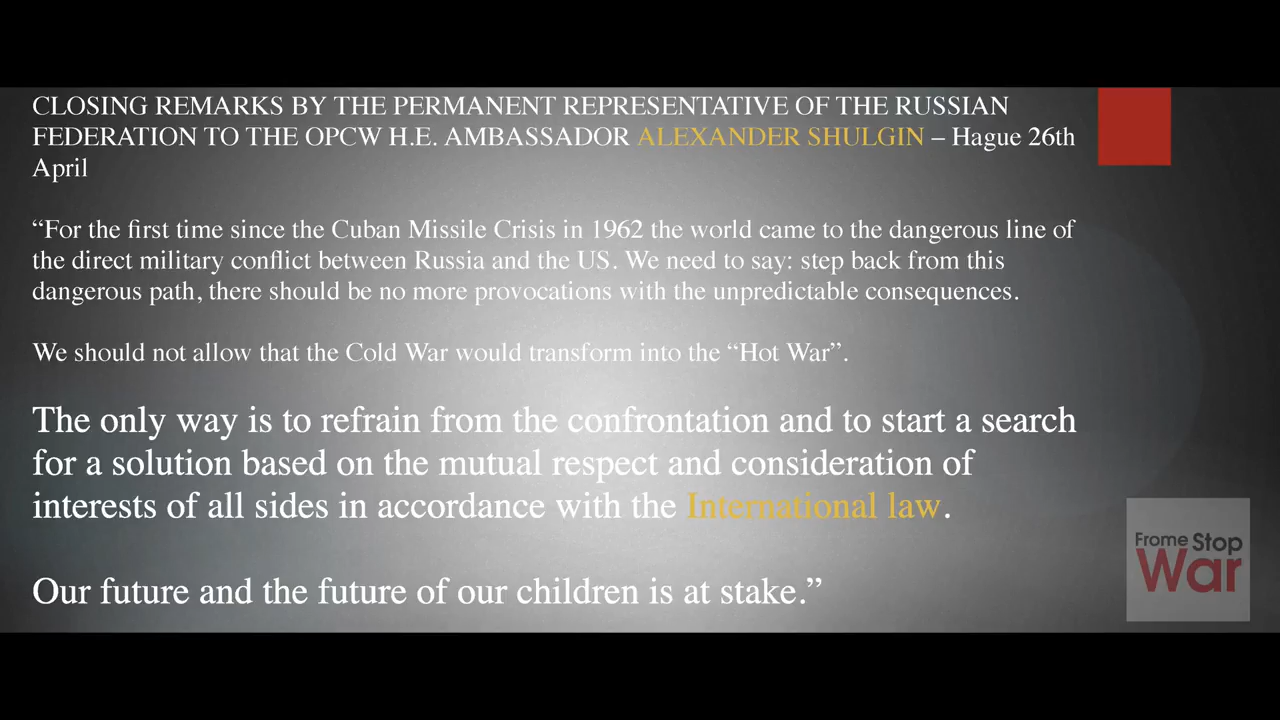 CLOSING REMARKS BY THE PERMANENT REPRESENTATIVE OF THE RUSSIAN
FEDERATION TO THE OPCW H.E. AMBASSADOR ALEXANDER SHULGIN – Hague 26th
April
“For the first time since the Cuban Missile Crisis in 1962 the world came to the dangerous line of
the direct military conflict between Russia and the US. We need to say: step back from this
dangerous path, there should be no more provocations with the unpredictable consequences.
We should not allow that the Cold War would transform into the “Hot War”.
The only way is to refrain from the confrontation and to start a search
for a solution based on the mutual respect and consideration of
interests of all sides in accordance with the International law.
Our future and the future of our children is at stake.”
Frome Stop
War